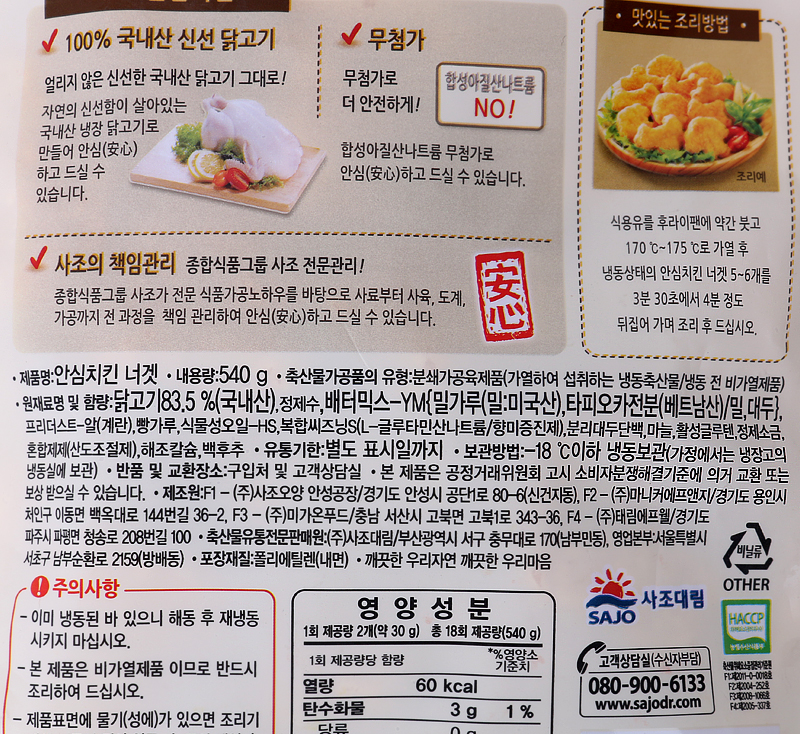 100% 국내산 신선 닭고기
얼리지 않은 신선한 국내산 닭고기 그대로!
자연의 신선함이 살아있는
국내산 냉장 닭고기로
만들어 안심(安心)
하고 드실 수
있습니다.
무첨가
무첨가로
더 안전하게!
합성아질산나트륨
NO!
합성아질산나트륨 무첨가로
안심(安心)하고 드실 수 있습니다.
사조의 책임관리 종합식품그룹 사조 전문관리!
종합식품그룹 사조가 전문 식품가공노하우를 바탕으로 사료부터 사육, 도계,
가공까지 전 과정을 책임 관리하여 안심(安心)하고 드실 수 있습니다.
安心
• 맛있는 조리방법 •
조리예
식용유를 후라이팬에 약간 붓고
170 ℃~175 ℃로 가열 후
냉동상태의 안심치킨 너겟 5~6개를
3분 30초에서 4분 정도
뒤집어 가며 조리 후 드십시오.
• 제품명:안심치킨 너겟 • 내용량:540 g • 축산물가공품의 유형:분쇄가공육제품(가열하여 섭취하는 냉동축산물/냉동 전 비가열제품)
• 원재료명 및 함량:닭고기83.5 %(국내산),정제수,배터믹스-YM{밀가루(밀:미국산),타피오카전분(베트남산)/밀,대두},
프리더스트-알(계란),빵가루,식물성오일-HS,복합씨즈닝S(L-글루타민산나트륨/향미증진제),분리대두단백,마늘,활성글루텐,정제소금,
혼합제제(산도조절제),해조칼슘,백후추 • 유통기한:별도 표시일까지 • 보관방법:-18 ℃이하 냉동보관(가정에서는 냉장고의
냉동실에 보관) • 반품 및 교환장소:구입처 및 고객상담실 • 본 제품은 공정거래위원회 고시 소비자분쟁해결기준에 의거 교환 또는
보상 받으실 수 있습니다. • 제조원:F1 - (주)사조오양 안성공장/경기도 안성시 공단1로 80-6(신건지동), F2 - (주)마니커에프앤지/경기도 용인시
처인구 이동면 백옥대로 144번길 36-2, F3 - (주)미가온푸드/충남 서산시 고북면 고북1로 343-36, F4 - (주)태림에프웰/경기도
파주시 파평면 청송로 208번길 100 • 축산물유통전문판매원:(주)사조대림/부산광역시 서구 충무대로 170(남부민동), 영업본부:서울특별시
서초구 남부순환로 2159(방배동) • 포장재질:폴리에틸렌(내면) • 깨끗한 우리자연 깨끗한 우리마음
주의사항
- 이미 냉동된 바 있으니 해동 후 재냉동
시키지 마십시오.
- 본 제품은 비가열제품 이므로 반드시
조리하여 드십시오.
- 제품표면에 물기(성에)가 있으면 조리기
영 양 성 분
1회 제공량 2개(약 30 g) 총 18회 제공량(540 g)
1회 제공량당 함량 *%영양소
기준치
열량 60 kcal
탄수화물 3 g 1 %
당류 0 g
SAJO 사조대림
고객상담실(수신자부담)
080-900-6133
www.sajodr.com
비닐류
OTHER
HACCP